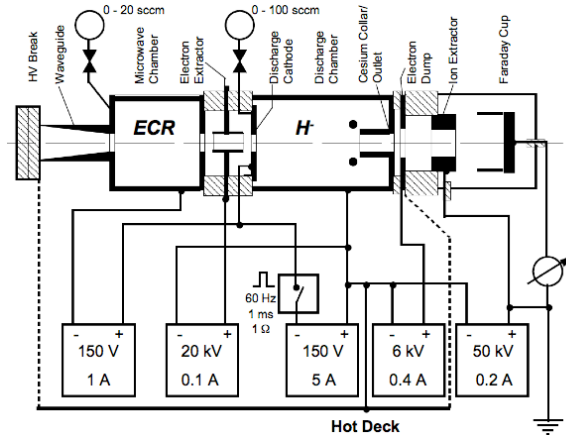 0 - 20 sccm
0 - 100 sccm
HV Break
Waveguide
Microwave
Chamber
Electron
Extractor
Discharge
Cathode
Discharge
Chamber
Cesium Collar/
Outlet
Electron
Dump
Ion Extractor
Faraday Cup
ECR
H-
60 Hz
1 ms
1 Ω
- +
150 V
1 A
- +
20 kV
0.1 A
- +
150 V
5 A
- +
6 kV
0.4 A
- +
50 kV
0.2 A
Hot Deck